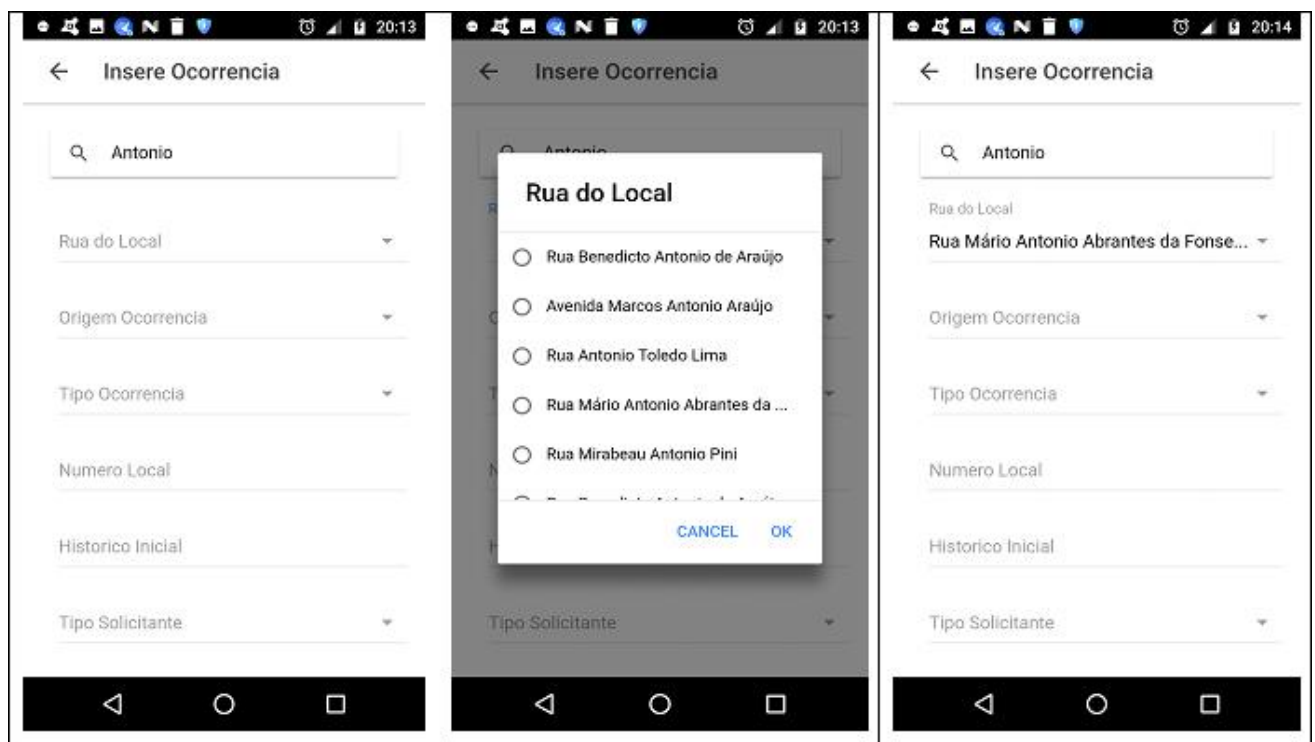 20:13
Insere Ocorrencia
Antonio
Rua do Local
Origem Ocorrencia
Tipo Ocorrencia
Numero Local
Historico Inicial
Tipo Solicitante
20:13
Insere Ocorrencia
Antonio
Rua do Local
Rua Benedicto Antonio de Araújo
Avenida Marcos Antonio Araújo
Rua Antonio Toledo Lima
Rua Mário Antonio Abrantes da ...
Rua Mirabeau Antonio Pini
CANCEL OK
Tipo Solicitante
20:14
Insere Ocorrencia
Antonio
Rua do Local
Rua Mário Antonio Abrantes da Fonse...
Origem Ocorrencia
Tipo Ocorrencia
Numero Local
Historico Inicial
Tipo Solicitante